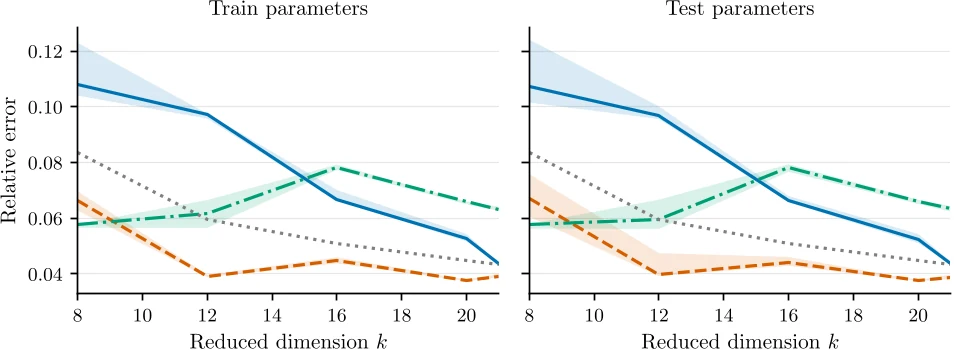 Train parameters
Test parameters
Relative error
0.12
0.10
0.08
0.06
0.04
8 10 12 14 16 18 20
8 10 12 14 16 18 20
Reduced dimension k
Reduced dimension k